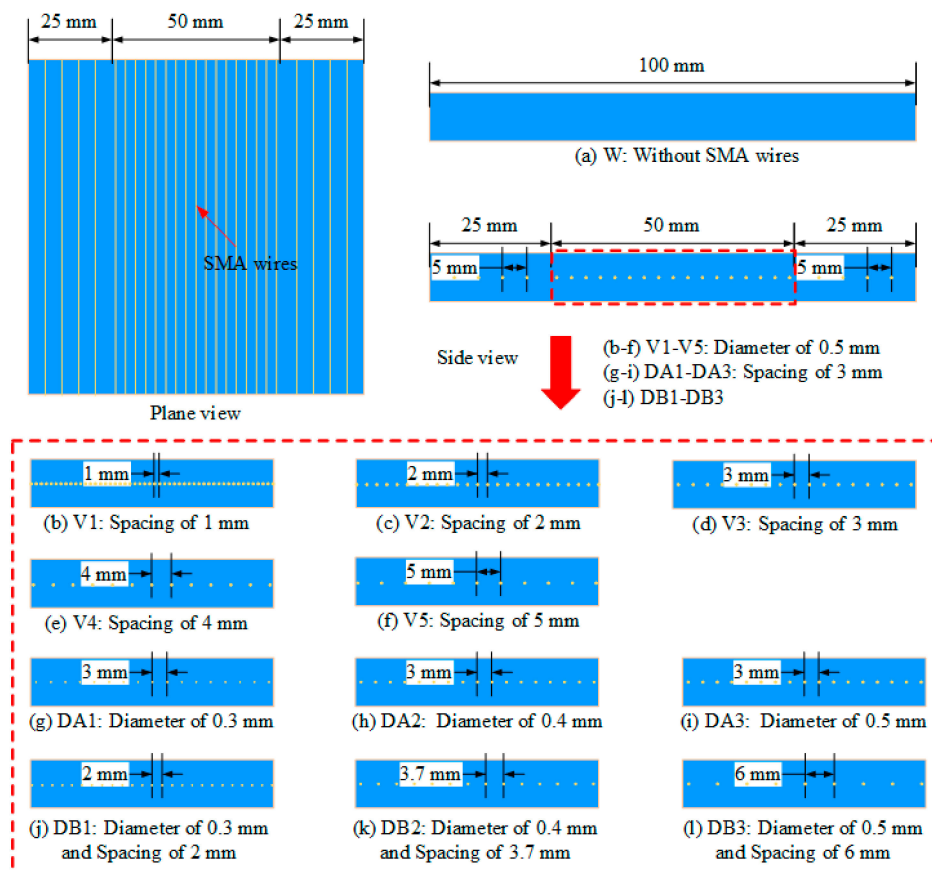 25 mm 50 mm 25 mm
SMA wires
Plane view
100 mm
(a) W: Without SMA wires
25 mm 50 mm 25 mm
5 mm 5 mm
Side view
(b-f) V1-V5: Diameter of 0.5 mm
(g-i) DA1-DA3: Spacing of 3 mm
(j-l) DB1-DB3
1 mm 2 mm 3 mm
(b) V1: Spacing of 1 mm (c) V2: Spacing of 2 mm (d) V3: Spacing of 3 mm
4 mm 5 mm
(e) V4: Spacing of 4 mm (f) V5: Spacing of 5 mm
3 mm 3 mm 3 mm
(g) DA1: Diameter of 0.3 mm (h) DA2: Diameter of 0.4 mm (i) DA3: Diameter of 0.5 mm
2 mm 3.7 mm 6 mm
(j) DB1: Diameter of 0.3 mm (k) DB2: Diameter of 0.4 mm (l) DB3: Diameter of 0.5 mm
and Spacing of 2 mm and Spacing of 3.7 mm and Spacing of 6 mm